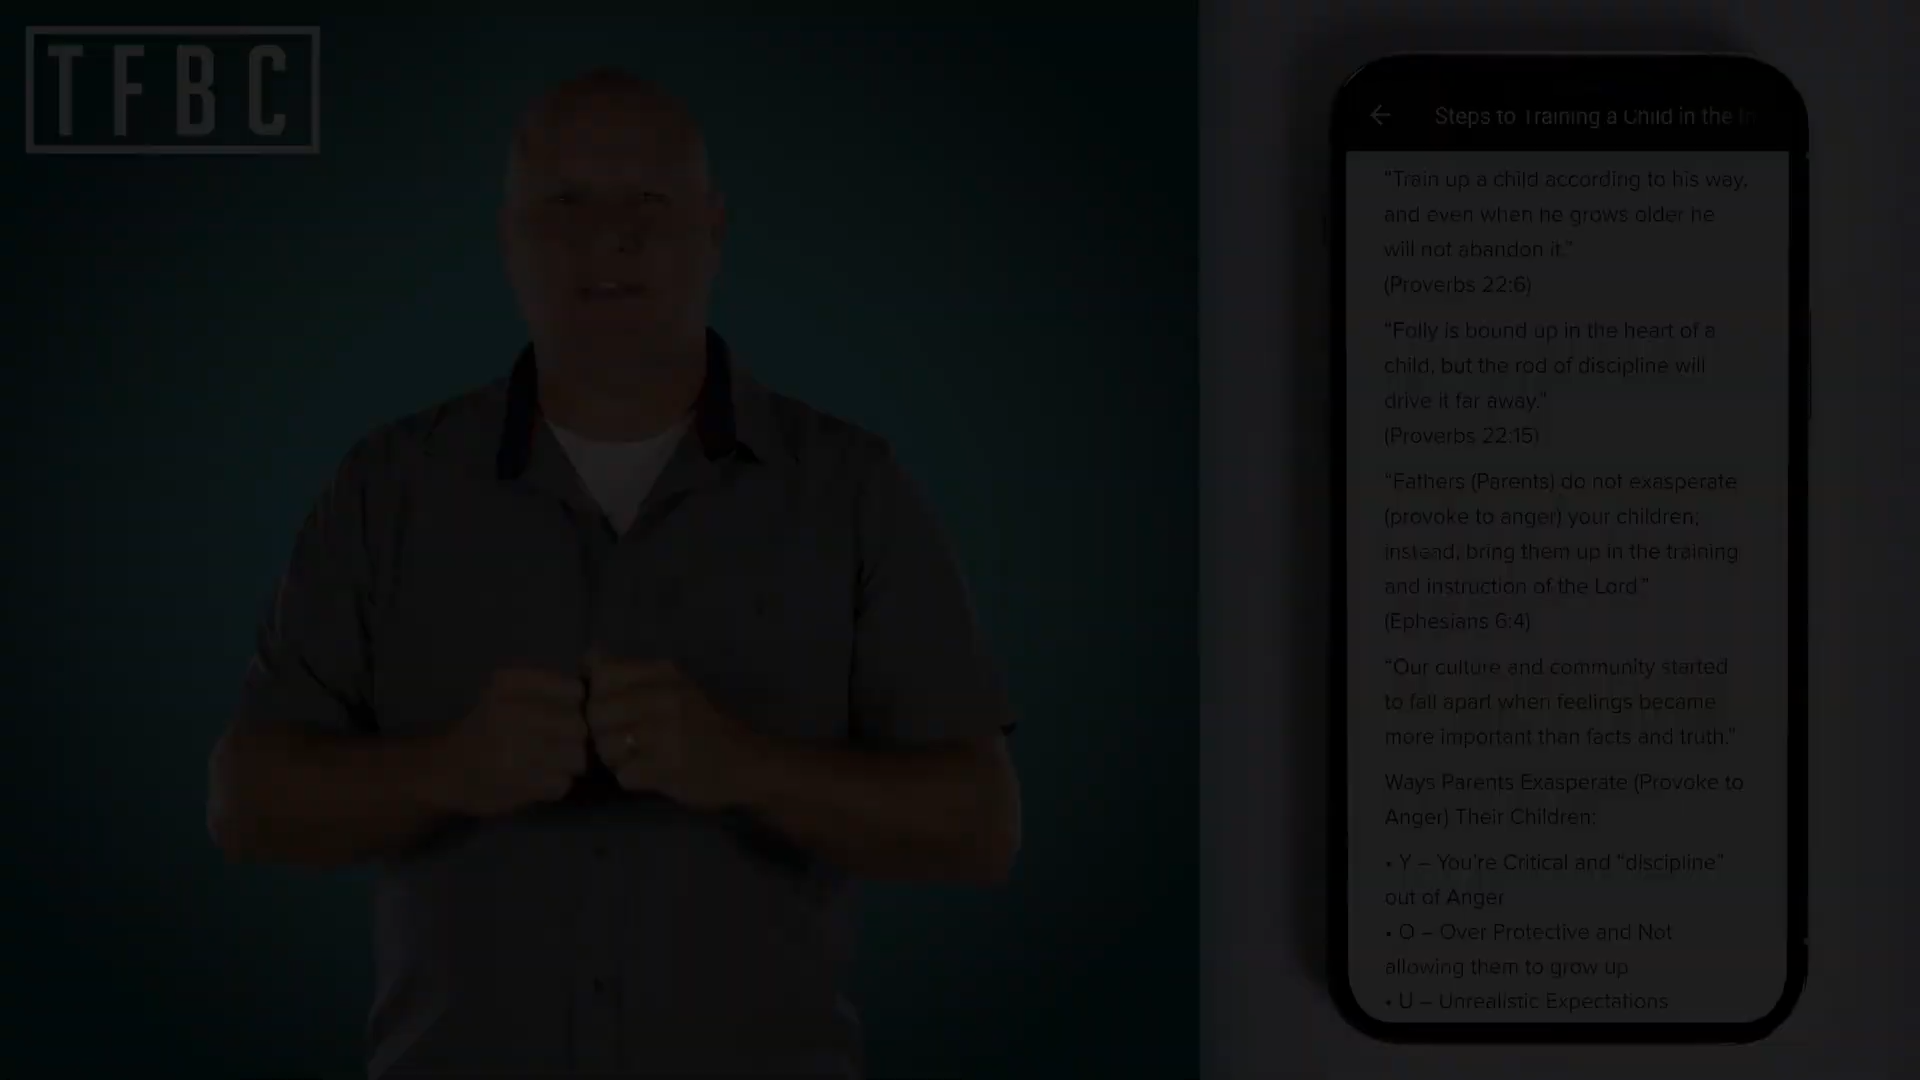 TFBC
Steps to Training a Child in the
“Train up a child according to his way,
and even when he grows older he
will not abandon it.”
(Proverbs 22:6)
“Folly is bound up in the heart of a
child, but the rod of discipline will
drive it far away.”
(Proverbs 22:15)
“Fathers (Parents) do not exasperate
(provoke to anger) your children;
instead, bring them up in the training
and instruction of the Lord.”
(Ephesians 6:4)
“Our culture and community started
to fall apart when feelings became
more important than facts and truth.”
Ways Parents Exasperate (Provoke to
Anger) Their Children:
• Y – You’re Critical and “discipline”
out of Anger
• O – Over Protective and Not
allowing them to grow up
• U – Unrealistic Expectations